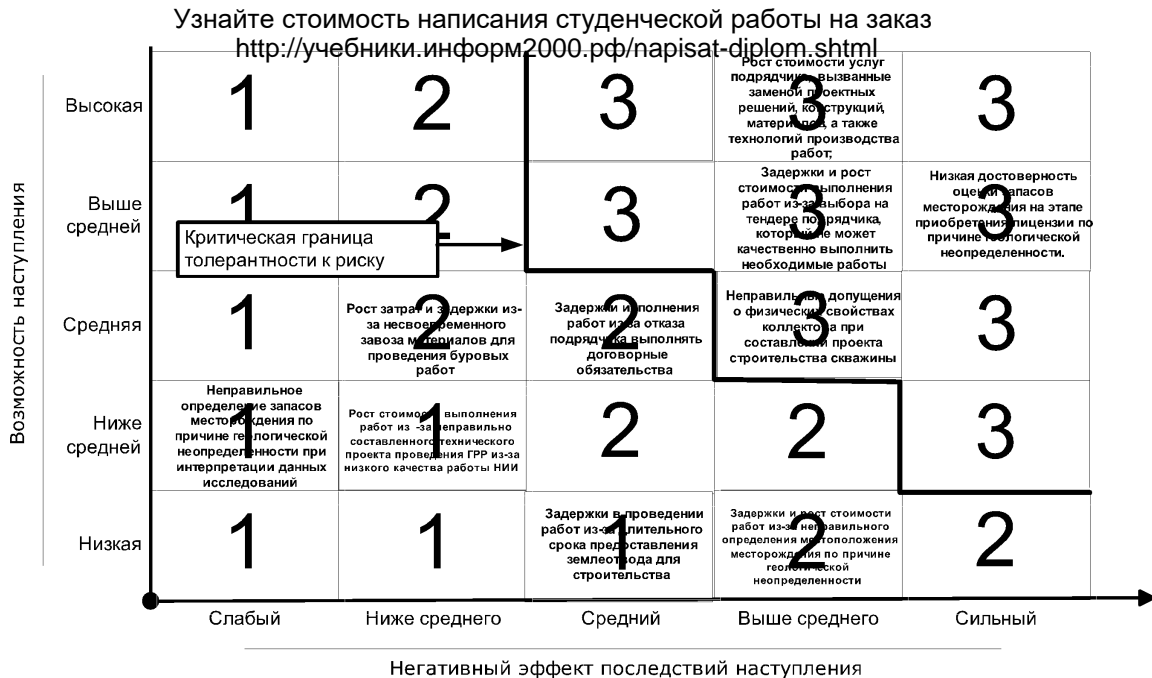 Узнайте стоимость написания студенческой работы на заказ
http://учебники.информ2000.рф/napisat-diplom.shtml
Возможность наступления
Высокая
1
2
3
3
Рост стоимости услуг
подрядчика, вызванные
заменой проектных
решений, конструкций,
материалов, а также
технологий производства
работ;
3
Выше
средней
1
2
3
3
Задержки и рост
стоимости выполнения
работ из-за выбора на
тендере подрядчика,
который не может
качественно выполнить
необходимые работы
3
Низкая достоверность
оценки запасов
месторождения на этапе
приобретения лицензии по
причине геологической
неопределенности.
Критическая граница
толерантности к риску
Средняя
1
2
Рост затрат и задержки из-
за несвоевременного
завоза материалов для
проведения буровых
работ
2
Задержки исполнения
работ из-за отказа
подрядчика выполнять
договорные
обязательства
3
Неправильные допущения
о физических свойствах
коллектора при
составлении проекта
строительства скважины
3
Ниже
средней
1
Неправильное
определение запасов
месторождения по
причине геологической
неопределенности при
интерпретации данных
исследований
1
Рост стоимости выполнения
работ из -за неправильно
составленного технического
проекта проведения ГРР из-за
низкого качества работы НИИ
2
2
3
Низкая
1
1
1
Задержки в проведении
работ из-за длительного
срока предоставления
землеотвода для
строительства
2
Задержки и рост стоимости
работ из-за неправильного
определения местоположения
месторождения по причине
геологической
неопределенности
2
Слабый
Ниже среднего
Средний
Выше среднего
Сильный
Негативный эффект последствий наступления